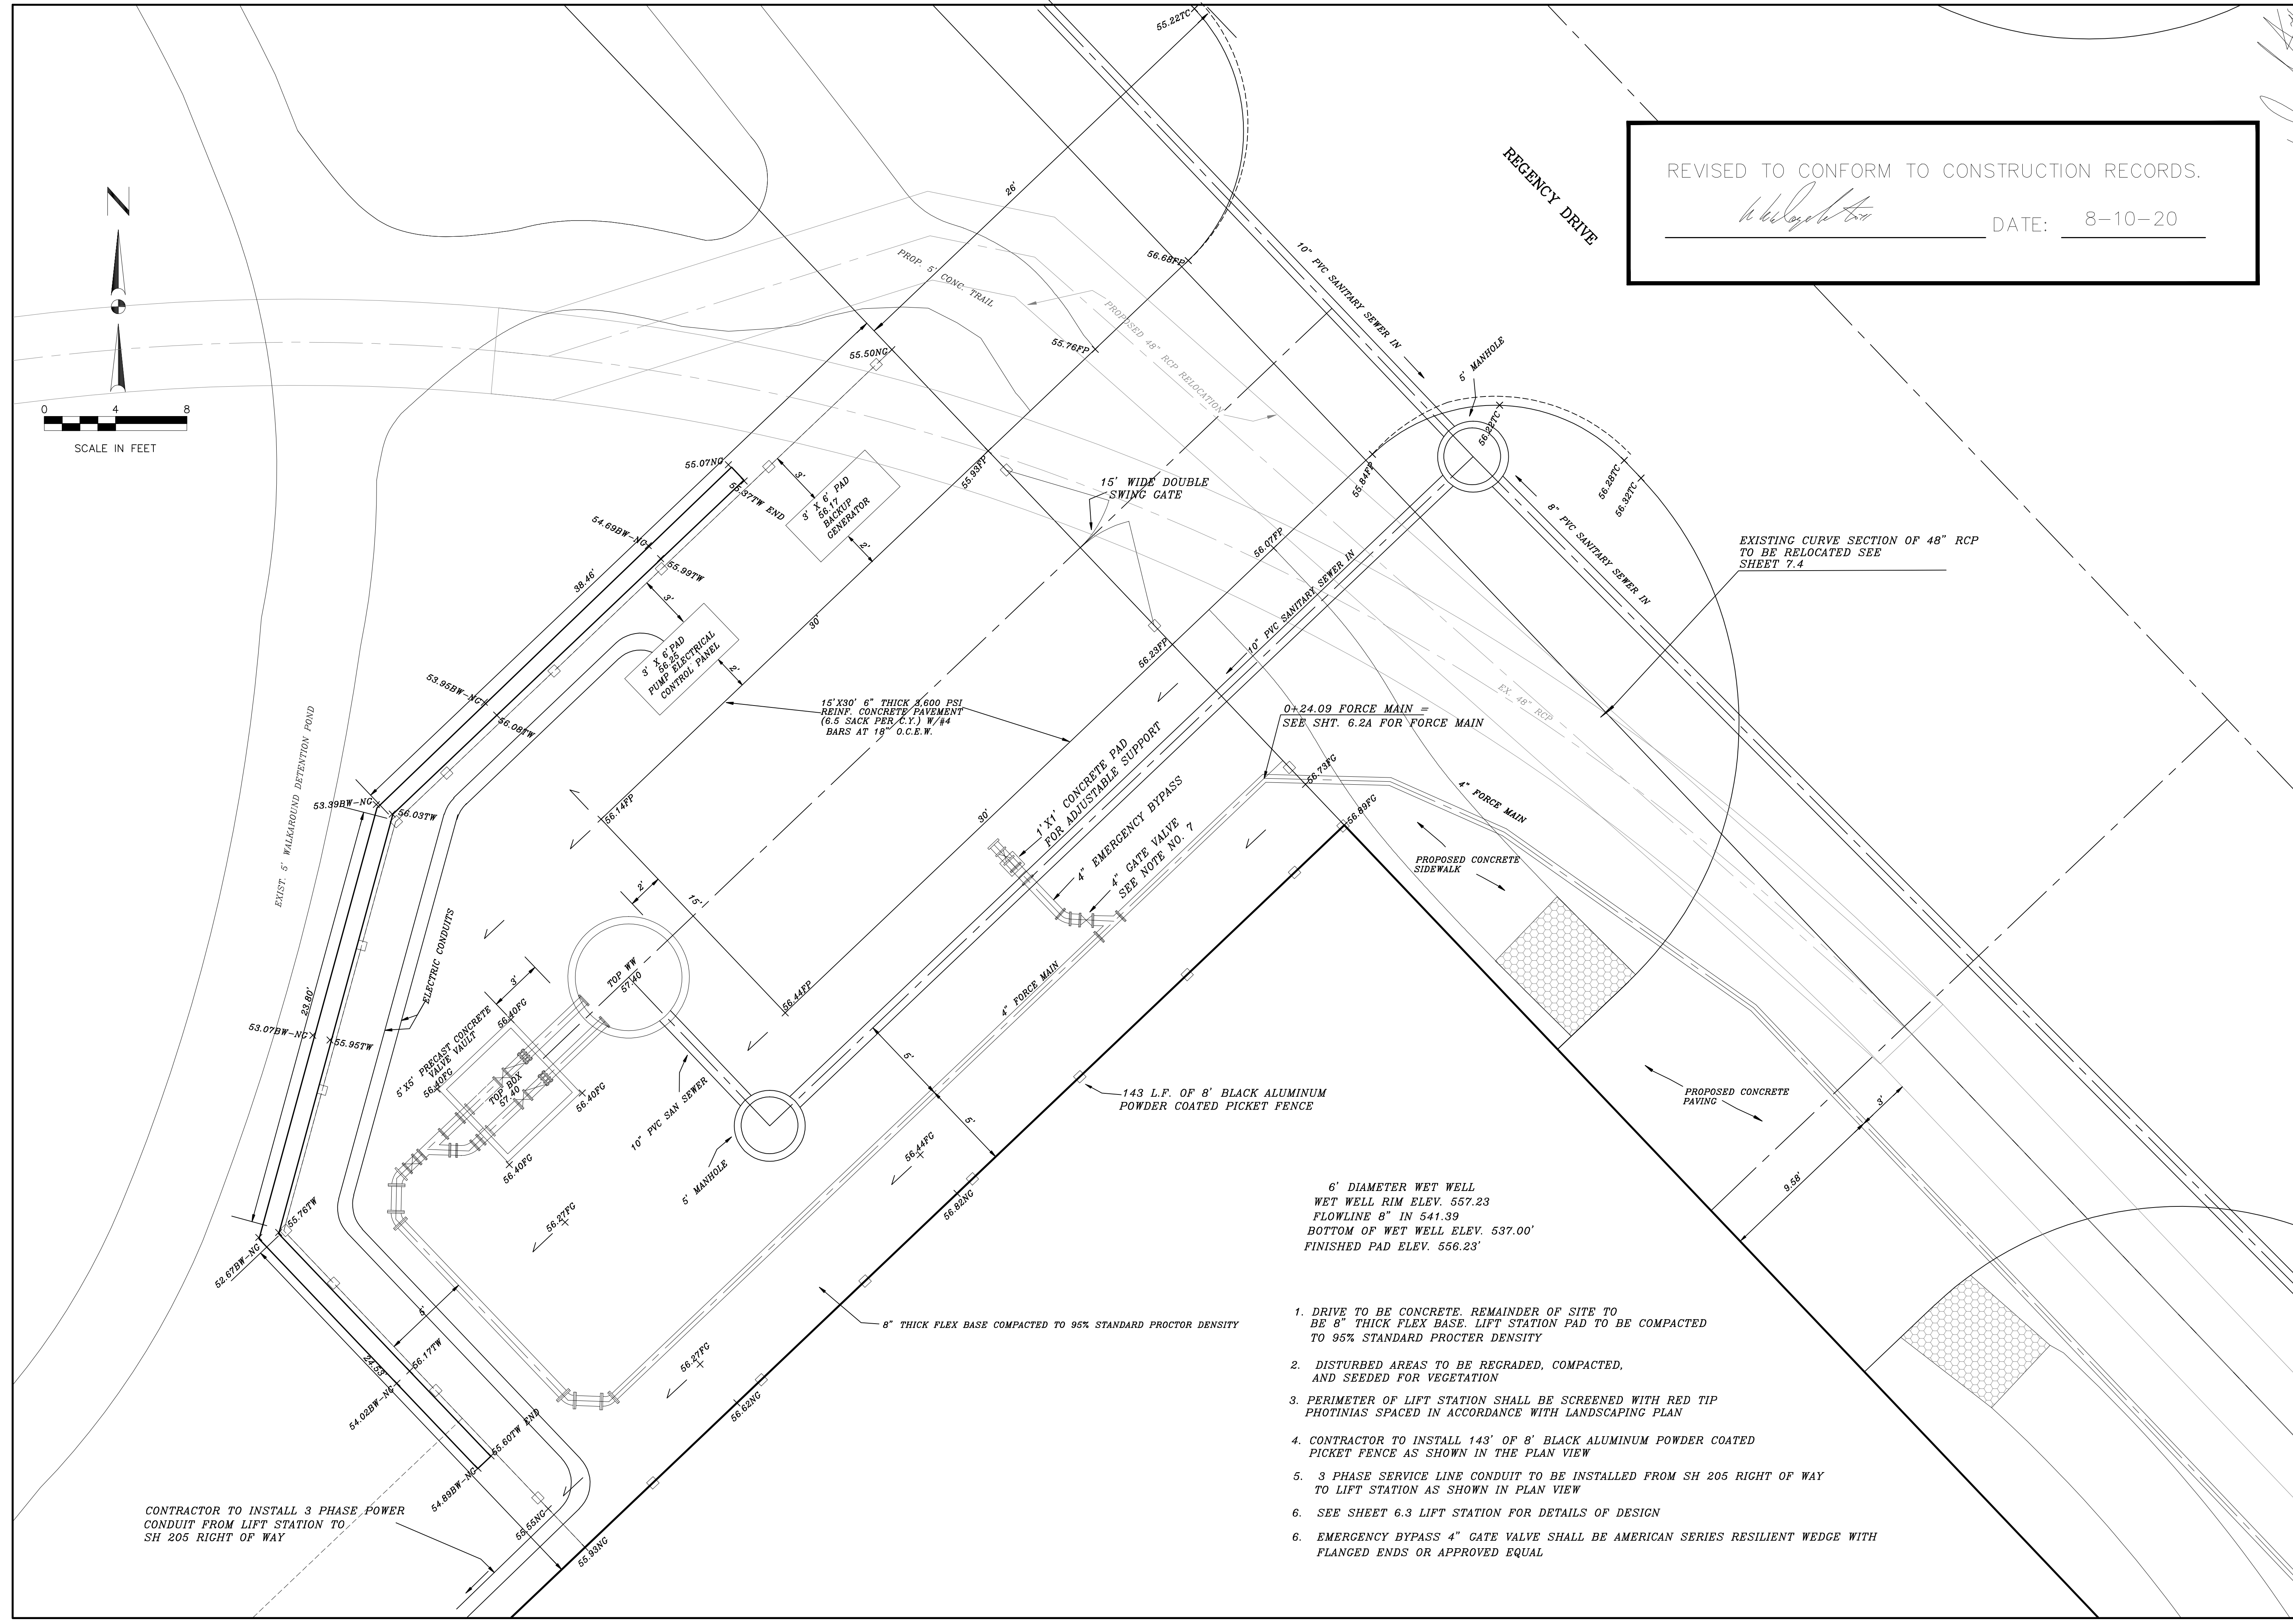 55.22TC
REGENCY DRIVE
REVISED TO CONFORM TO CONSTRUCTION RECORDS.
DATE: 8-10-20
N
0 4 8
SCALE IN FEET
26'
56.68FP
10" PVC SANITARY SEWER IN
PROP. 5' CONC. TRAIL
PROPOSED 48" RCP RELOCATION
55.76FP
55.50NG
5' MANHOLE
56.22TC
55.07NG
55.37TW END
3'
3' X 6' PAD
56.17
BACKUP
GENERATOR
2'
55.93FP
15' WIDE DOUBLE
SWING GATE
55.84FP
56.28TC
56.32TC
8" PVC SANITARY SEWER IN
EXISTING CURVE SECTION OF 48" RCP
TO BE RELOCATED SEE
SHEET 7.4
54.69BW-NG
55.99TW
38.46'
3'
3' X 6' PAD
56.25
PUMP ELECTRICAL
CONTROL PANEL
2'
30'
56.07FP
10" PVC SANITARY SEWER IN
56.23FP
53.95BW-NG
56.08TW
15'X30' 6" THICK 3,600 PSI
REINF. CONCRETE PAVEMENT
(6.5 SACK PER C.Y.) W/#4
BARS AT 18" O.C.E.W.
EX. 48" RCP
0+24.09 FORCE MAIN =
SEE SHT. 6.2A FOR FORCE MAIN
EXIST. 5' WALKAROUND DETENTION POND
53.39BW-NG
56.03TW
56.14FP
30'
1'X1' CONCRETE PAD
FOR ADJUSTABLE SUPPORT
4" EMERGENCY BYPASS
4" GATE VALVE
SEE NOTE NO. 7
56.73FG
56.89FG
4" FORCE MAIN
PROPOSED CONCRETE
SIDEWALK
2'
15'
ELECTRIC CONDUITS
TOP WW
57.40
3'
56.40FG
56.44FP
4" FORCE MAIN
23.80'
53.07BW-NG
55.95TW
5'X5' PRECAST CONCRETE
VALVE VAULT
56.40FG
TOP BOX
57.40
56.40FG
56.40FG
10" PVC SAN SEWER
5' MANHOLE
5'
5'
143 L.F. OF 8' BLACK ALUMINUM
POWDER COATED PICKET FENCE
PROPOSED CONCRETE
PAVING
3'
9.58'
56.44FG
56.82NG
55.76TW
52.67BW-NG
56.27FG
6' DIAMETER WET WELL
WET WELL RIM ELEV. 557.23
FLOWLINE 8" IN 541.39
BOTTOM OF WET WELL ELEV. 537.00'
FINISHED PAD ELEV. 556.23'
5'
24.53'
56.17TW
54.02BW-NG
56.27FG
56.62NG
8" THICK FLEX BASE COMPACTED TO 95% STANDARD PROCTOR DENSITY
1. DRIVE TO BE CONCRETE. REMAINDER OF SITE TO
BE 8" THICK FLEX BASE. LIFT STATION PAD TO BE COMPACTED
TO 95% STANDARD PROCTER DENSITY
2. DISTURBED AREAS TO BE REGRADED, COMPACTED,
AND SEEDED FOR VEGETATION
3. PERIMETER OF LIFT STATION SHALL BE SCREENED WITH RED TIP
PHOTINIAS SPACED IN ACCORDANCE WITH LANDSCAPING PLAN
4. CONTRACTOR TO INSTALL 143' OF 8' BLACK ALUMINUM POWDER COATED
PICKET FENCE AS SHOWN IN THE PLAN VIEW
5. 3 PHASE SERVICE LINE CONDUIT TO BE INSTALLED FROM SH 205 RIGHT OF WAY
TO LIFT STATION AS SHOWN IN PLAN VIEW
6. SEE SHEET 6.3 LIFT STATION FOR DETAILS OF DESIGN
6. EMERGENCY BYPASS 4" GATE VALVE SHALL BE AMERICAN SERIES RESILIENT WEDGE WITH
FLANGED ENDS OR APPROVED EQUAL
55.60TW END
54.89BW-NG
55.55NG
55.93NG
CONTRACTOR TO INSTALL 3 PHASE POWER
CONDUIT FROM LIFT STATION TO
SH 205 RIGHT OF WAY